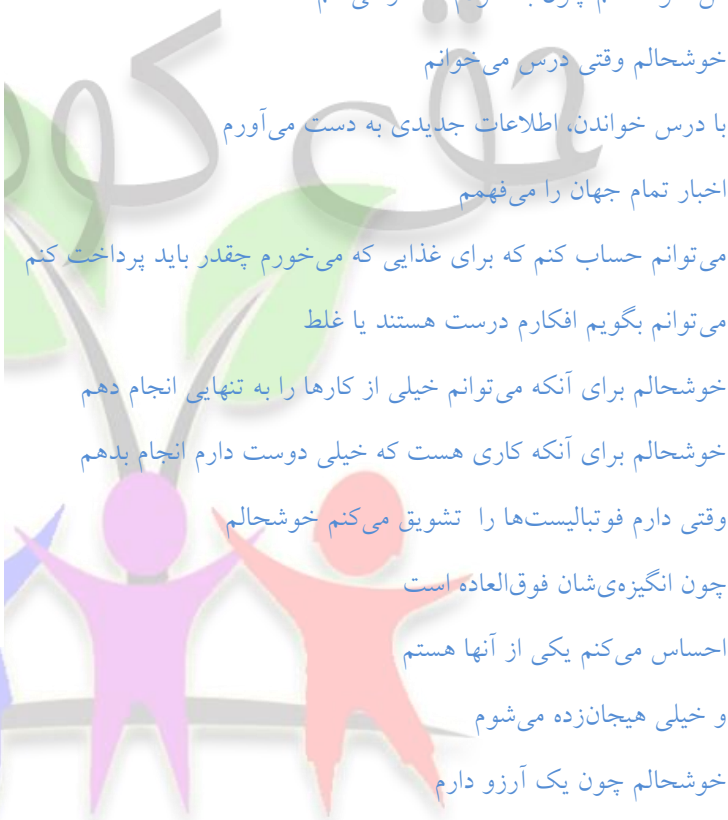 خوشحالم وقتی درس می‌خوانم
با درس خواندن، اطلاعات جدیدی به دست می‌آورم
اخبار تمام جهان را می‌فهمم
می‌توانم حساب کنم که برای غذایی که می‌خورم چقدر باید پرداخت کنم
می‌توانم بگویم افکارم درست هستند یا غلط
خوشحالم برای آنکه می‌توانم خیلی از کارها را به تنهایی انجام دهم
خوشحالم برای آنکه کاری هست که خیلی دوست دارم انجام بدهم
وقتی دارم فوتبالیست‌ها را تشویق می‌کنم خوشحالم
چون انگیزه‌ی‌شان فوق‌العاده است
احساس می‌کنم یکی از آنها هستم
و خیلی هیجان‌زده می‌شوم
خوشحالم چون یک آرزو دارم